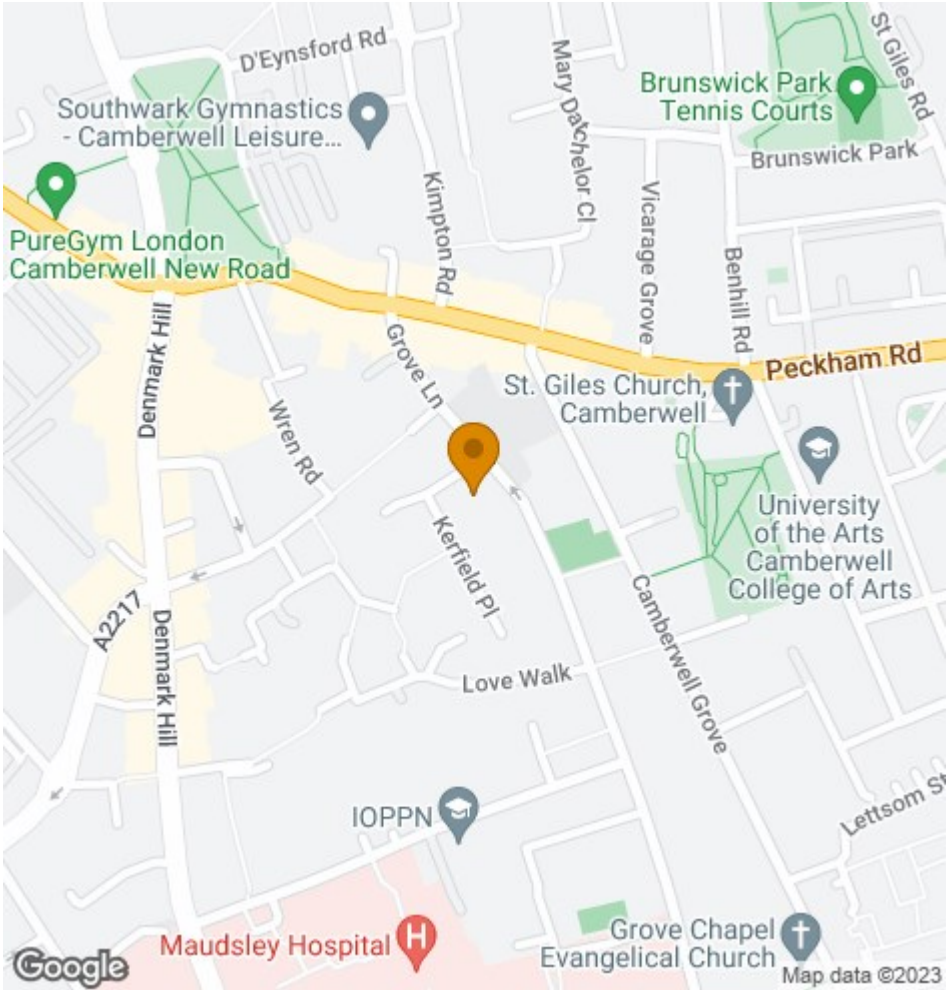 D'Eynsford Rd
Mary Datchelor Cl
St Giles Rd
Southwark Gymnastics
- Camberwell Leisure...
Brunswick Park
Tennis Courts
Brunswick Park
Kimpton Rd
Vicarage Grove
Benhill Rd
PureGym London
Camberwell New Road
Denmark Hill
Grove Ln
Wren Rd
Peckham Rd
St. Giles Church,
Camberwell
University
of the Arts
Camberwell
College of Arts
Kerfield Pl
A2217
Denmark Hill
Love Walk
Camberwell Grove
Lettsom St
IOPPN
Maudsley Hospital
H
Grove Chapel
Evangelical Church
Google
Map data ©2023